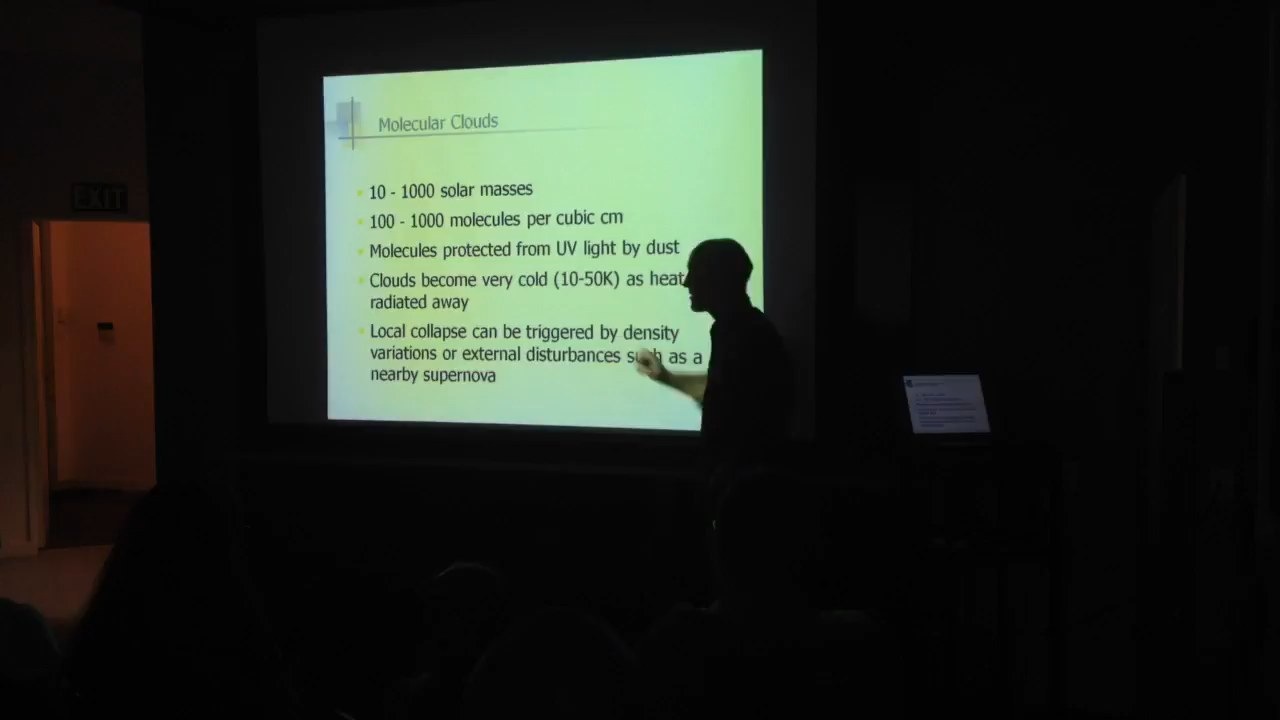 EXIT
Molecular Clouds
10 - 1000 solar masses
100 - 1000 molecules per cubic cm
Molecules protected from UV light by dust
Clouds become very cold (10-50K) as heat
radiated away
Local collapse can be triggered by density
variations or external disturbances such as a
nearby supernova